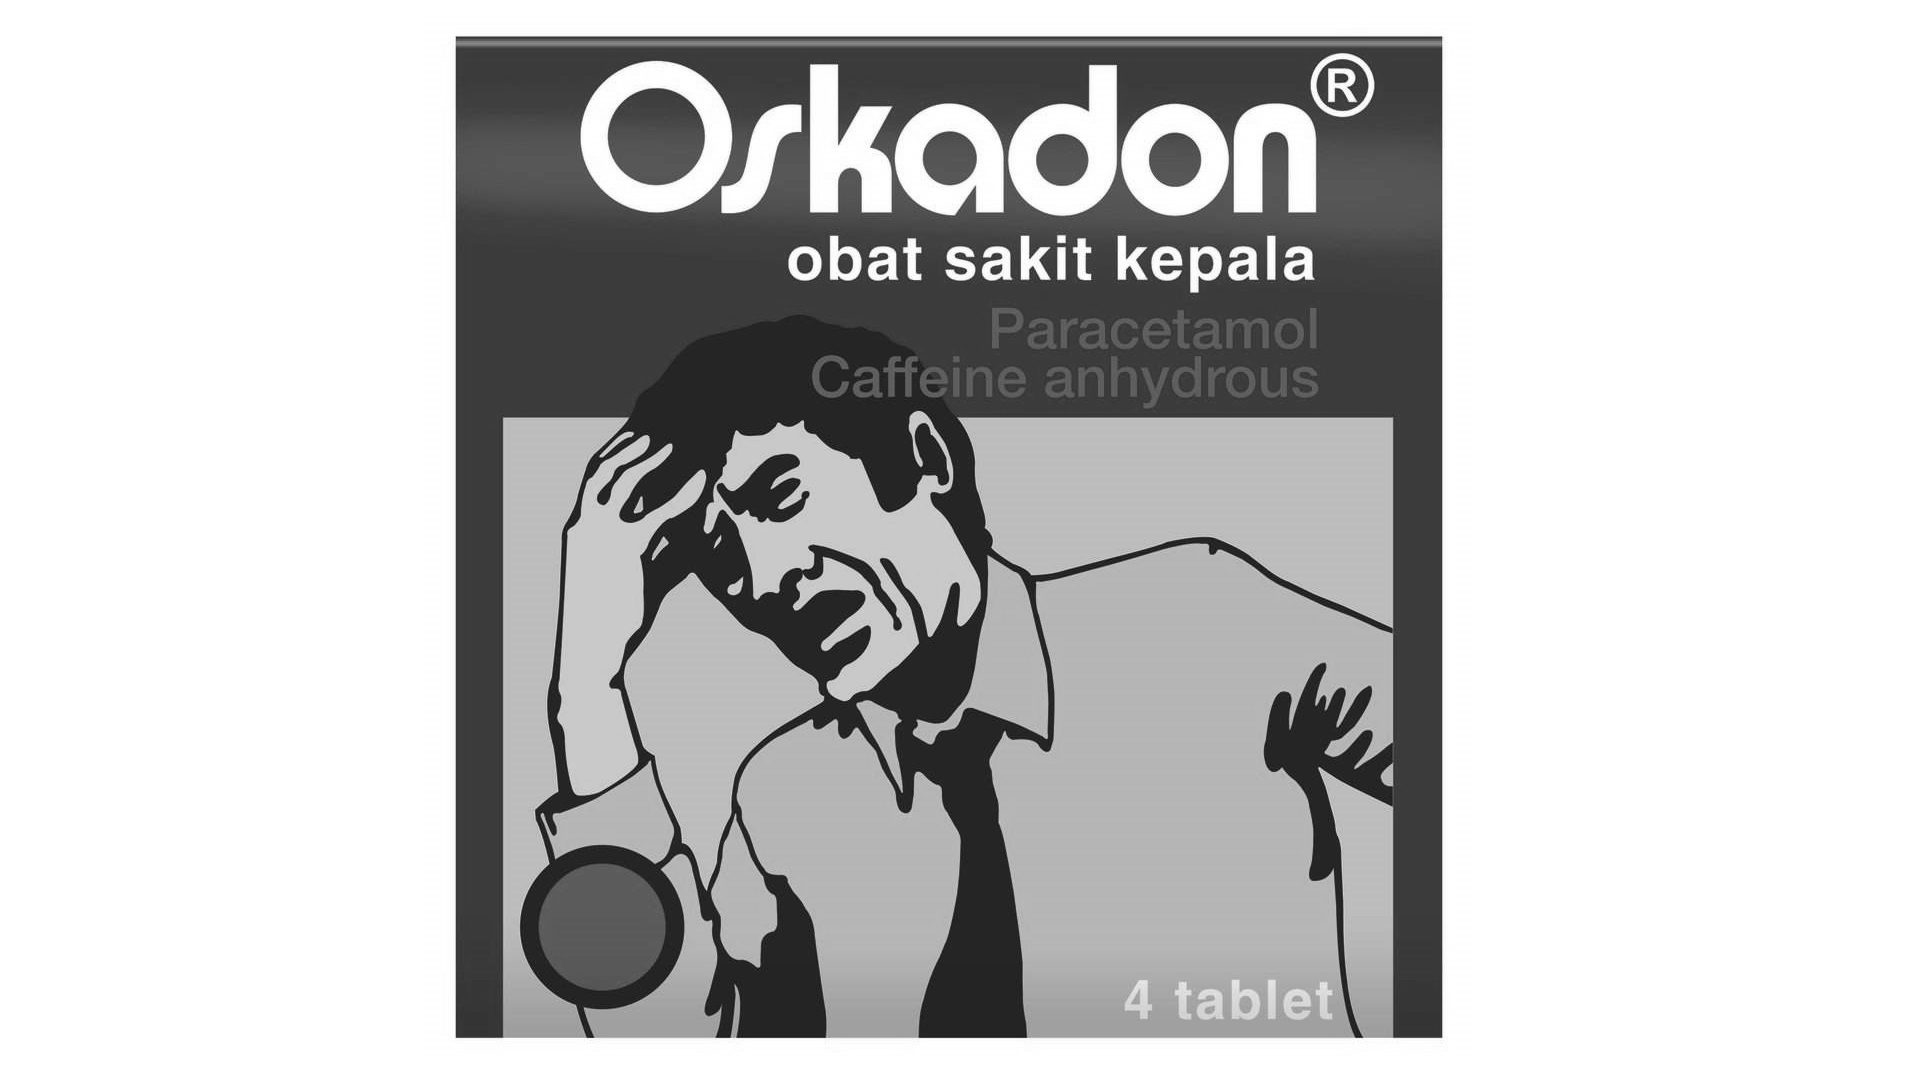 Oskadon®
obat sakit kepala
Paracetamol
Caffeine anhydrous
4 tablet